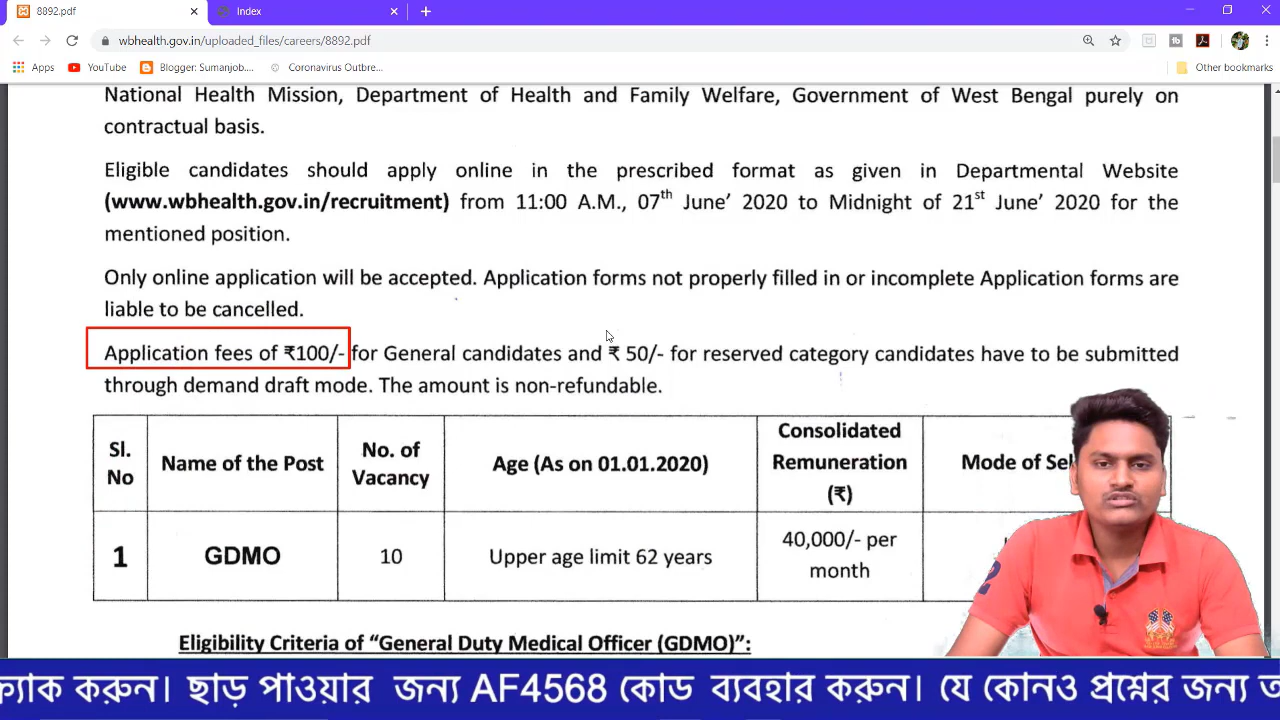 8892.pdf
Index
wbhealth.gov.in/uploaded_files/careers/8892.pdf
Apps
YouTube
Blogger: Sumanjob....
Coronavirus Outbre...
Other bookmarks
National Health Mission, Department of Health and Family Welfare, Government of West Bengal purely on
contractual basis.
Eligible candidates should apply online in the prescribed format as given in Departmental Website
(www.wbhealth.gov.in/recruitment) from 11:00 A.M., 07th June' 2020 to Midnight of 21st June' 2020 for the
mentioned position.
Only online application will be accepted. Application forms not properly filled in or incomplete Application forms are
liable to be cancelled.
Application fees of ₹100/- for General candidates and ₹ 50/- for reserved category candidates have to be submitted
through demand draft mode. The amount is non-refundable.
Sl. No
Name of the Post
No. of Vacancy
Age (As on 01.01.2020)
Consolidated Remuneration (₹)
Mode of Sel
1
GDMO
10
Upper age limit 62 years
40,000/- per month
Eligibility Criteria of "General Duty Medical Officer (GDMO)":
করুন। ছাড় পাওয়ার জন্য AF4568 কোড ব্যবহার করুন। যে কোনও প্রশ্নের জন্য